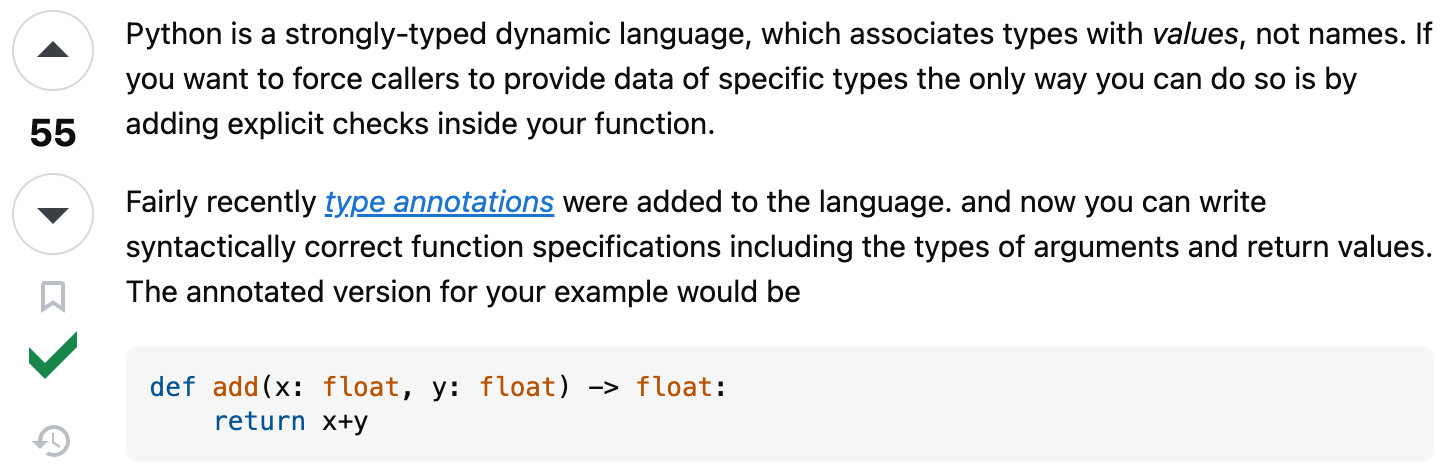 Python is a strongly-typed dynamic language, which associates types with values, not names. If
you want to force callers to provide data of specific types the only way you can do so is by
adding explicit checks inside your function.
55
Fairly recently type annotations were added to the language. and now you can write
syntactically correct function specifications including the types of arguments and return values.
The annotated version for your example would be
def add(x: float, y: float) -> float:
    return x+y